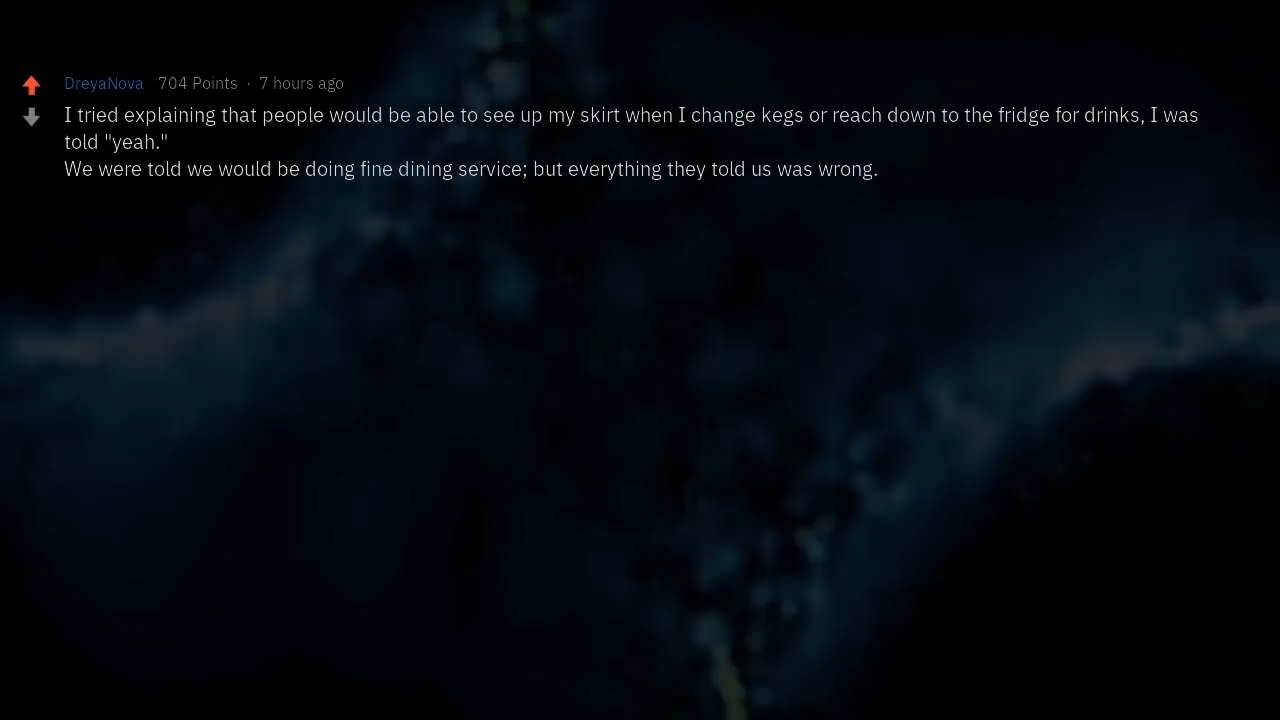 DreyaNova 704 Points · 7 hours ago
I tried explaining that people would be able to see up my skirt when I change kegs or reach down to the fridge for drinks, I was
told "yeah."
We were told we would be doing fine dining service; but everything they told us was wrong.